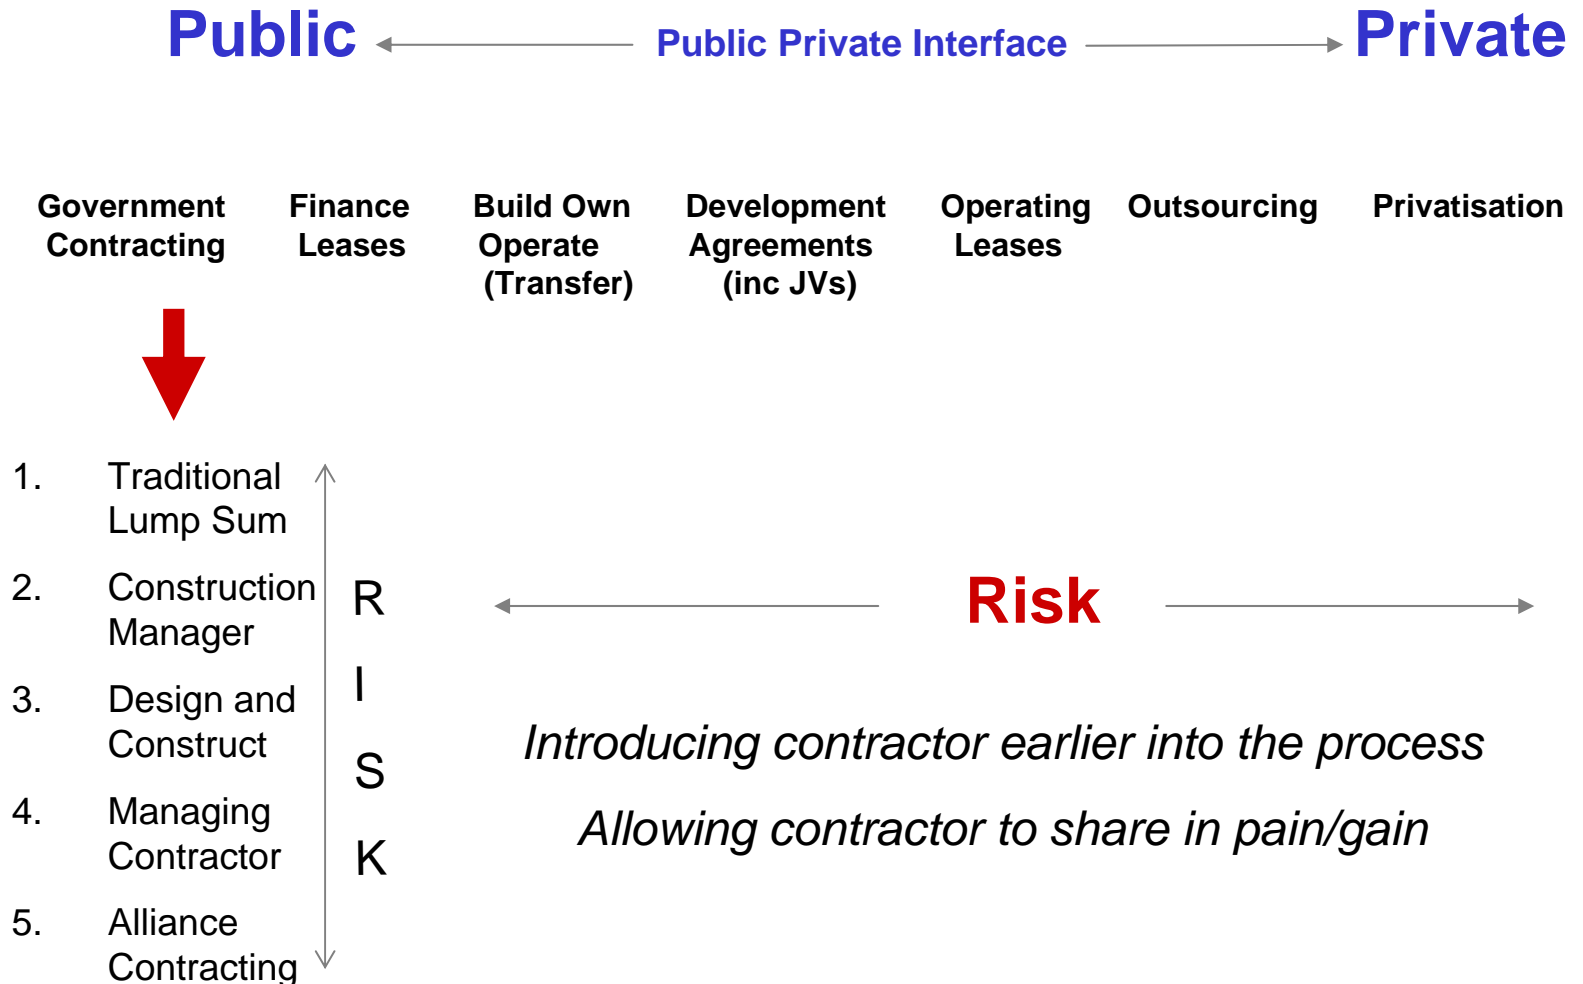 Public Public Private Interface Private
Government Finance Build Own Development Operating Outsourcing Privatisation
Contracting Leases Operate Agreements Leases
(Transfer) (inc JVs)
1. Traditional
Lump Sum
2. Construction
Manager
3. Design and
Construct
4. Managing
Contractor
5. Alliance
Contracting
R
I
S
K
Risk
Introducing contractor earlier into the process
Allowing contractor to share in pain/gain